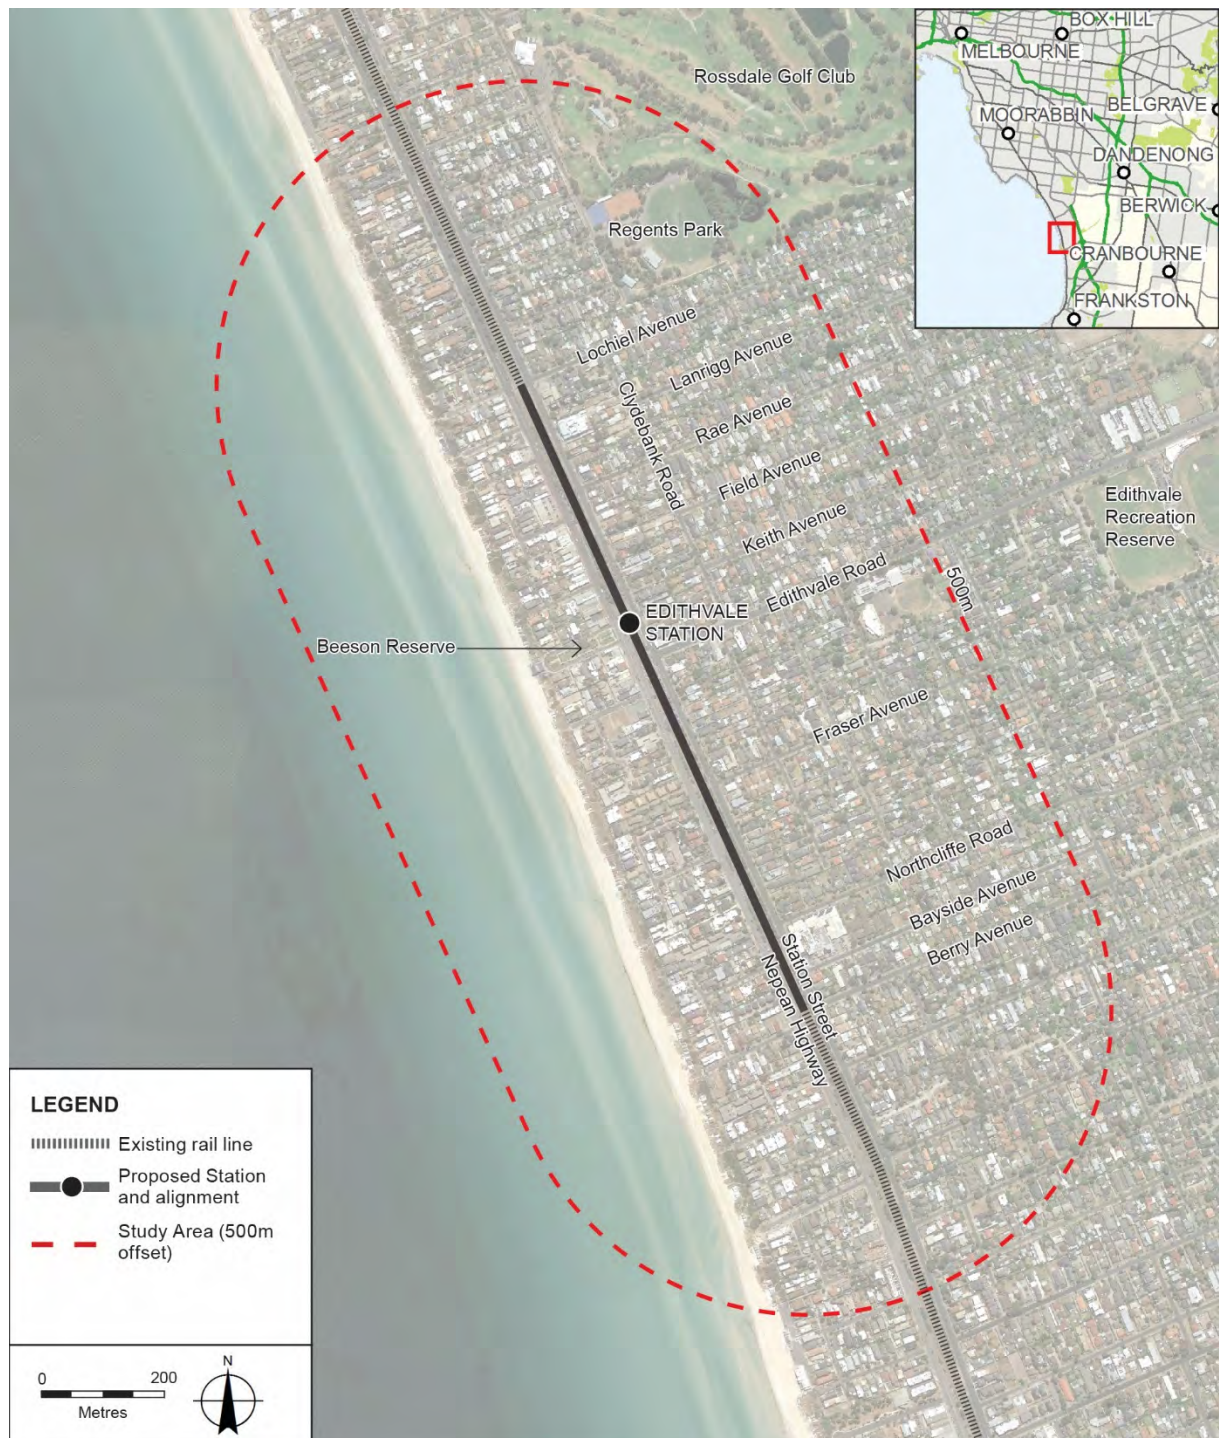 BOX HILL
MELBOURNE
BELGRAVE
MOORABBIN
DANDENONG
BERWICK
CRANBOURNE
FRANKSTON
Rossdale Golf Club
Regents Park
Lochiel Avenue
Lanrigg Avenue
Clydebank Road
Rae Avenue
Field Avenue
Keith Avenue
Edithvale Road
Edithvale
Recreation
Reserve
500m
EDITHVALE
STATION
Beeson Reserve
Fraser Avenue
Northcliffe Road
Bayside Avenue
Berry Avenue
Station Street
Nepean Highway
LEGEND
Existing rail line
Proposed Station
and alignment
Study Area (500m
offset)
0 200
Metres
N